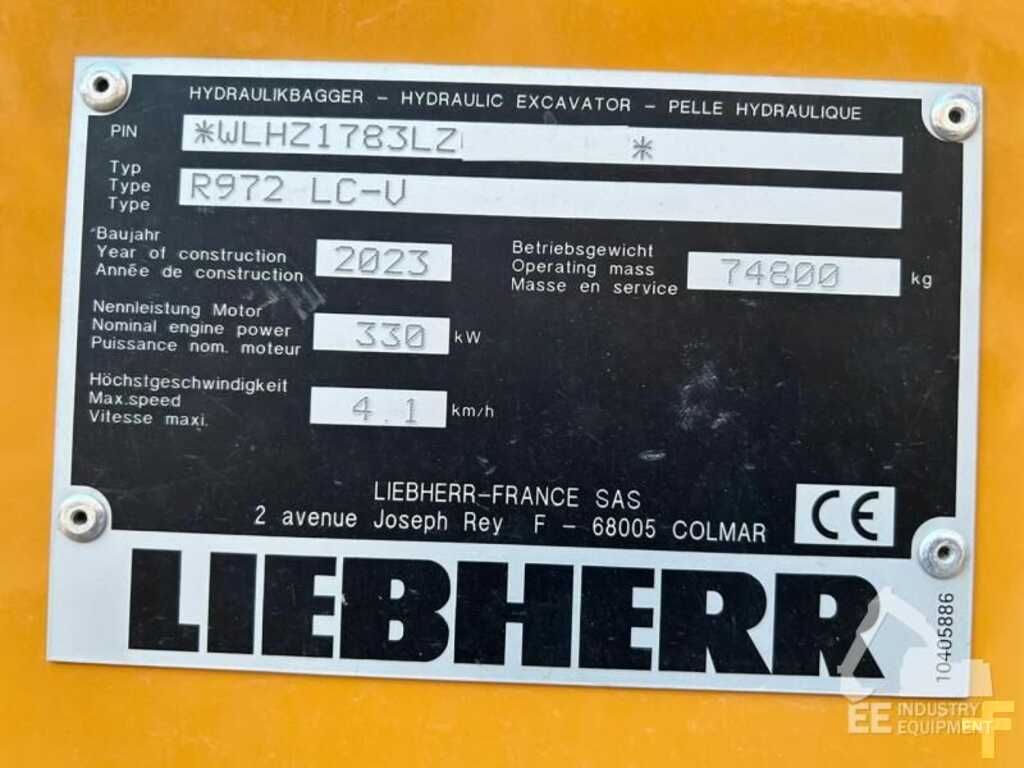 HYDRAULIKBAGGER – HYDRAULIC EXCAVATOR – PELLE HYDRAULIQUE
PIN *WLHZ1783LZ *
Typ
Type
Type
R972 LC-V
Baujahr
Year of construction
Année de construction
2023
Betriebsgewicht
Operating mass
Masse en service
74800 kg
Nennleistung Motor
Nominal engine power
Puissance nom. moteur
330 kW
Höchstgeschwindigkeit
Max.speed
Vitesse maxi.
4.1 km/h
LIEBHERR-FRANCE SAS
2 avenue Joseph Rey F – 68005 COLMAR
CE
LIEBHERR
10405886
EE INDUSTRY
EQUIPMENT
F